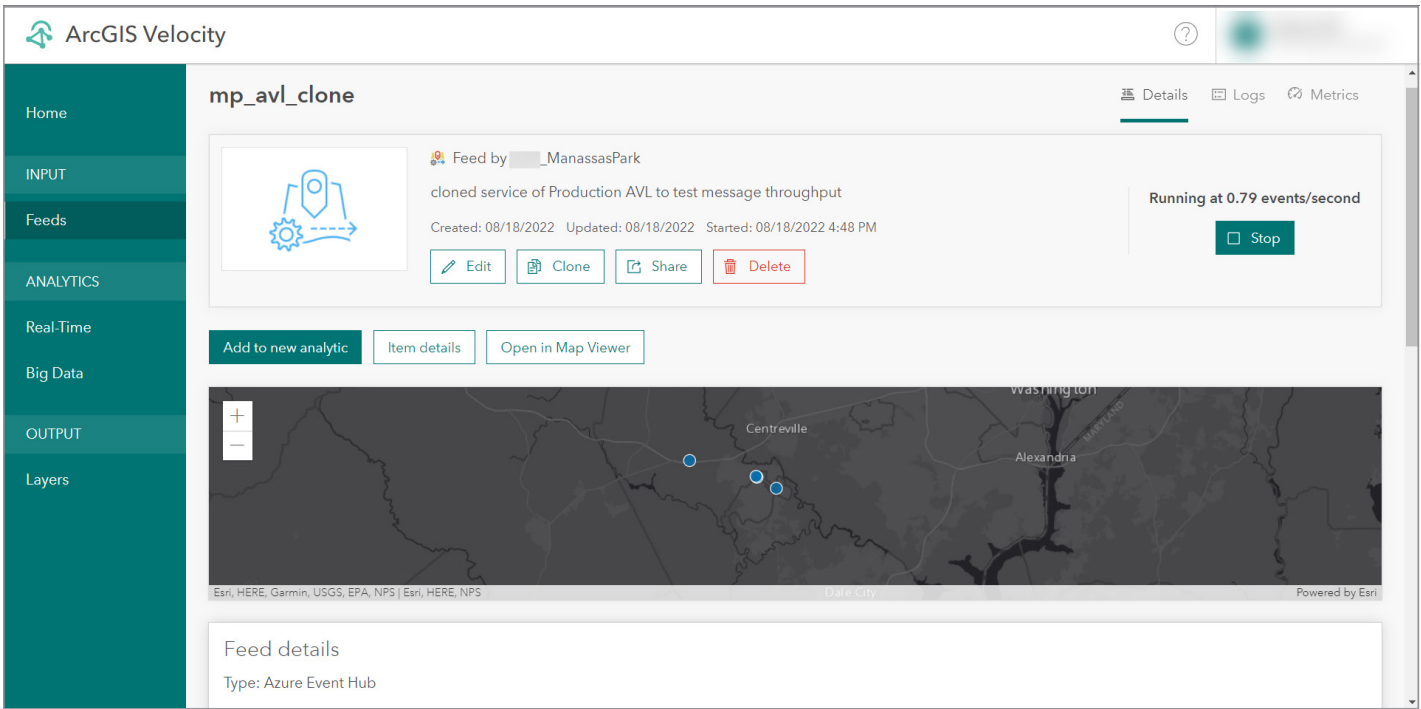 ArcGIS Velocity
?
Home
INPUT
Feeds
ANALYTICS
Real-Time
Big Data
OUTPUT
Layers
mp_avl_clone
Details Logs Metrics
Feed by _ManassasPark
cloned service of Production AVL to test message throughput
Created: 08/18/2022 Updated: 08/18/2022 Started: 08/18/2022 4:48 PM
Edit Clone Share Delete
Running at 0.79 events/second
Stop
Add to new analytic Item details Open in Map Viewer
+
−
Washington
MARYLAND
Centreville
Alexandria
Dale City
Esri, HERE, Garmin, USGS, EPA, NPS | Esri, HERE, NPS
Powered by Esri
Feed details
Type: Azure Event Hub